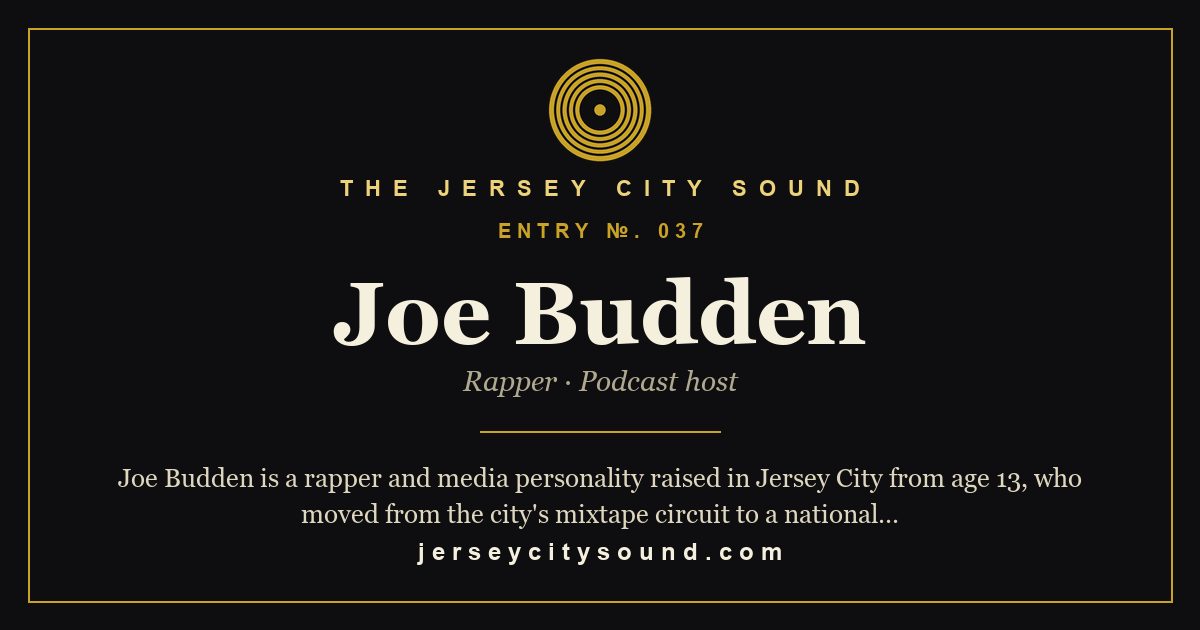 THE JERSEY CITY SOUND
ENTRY №. 037
Joe Budden
Rapper · Podcast host
Joe Budden is a rapper and media personality raised in Jersey City from age 13, who
moved from the city's mixtape circuit to a national...
jerseycitysound.com